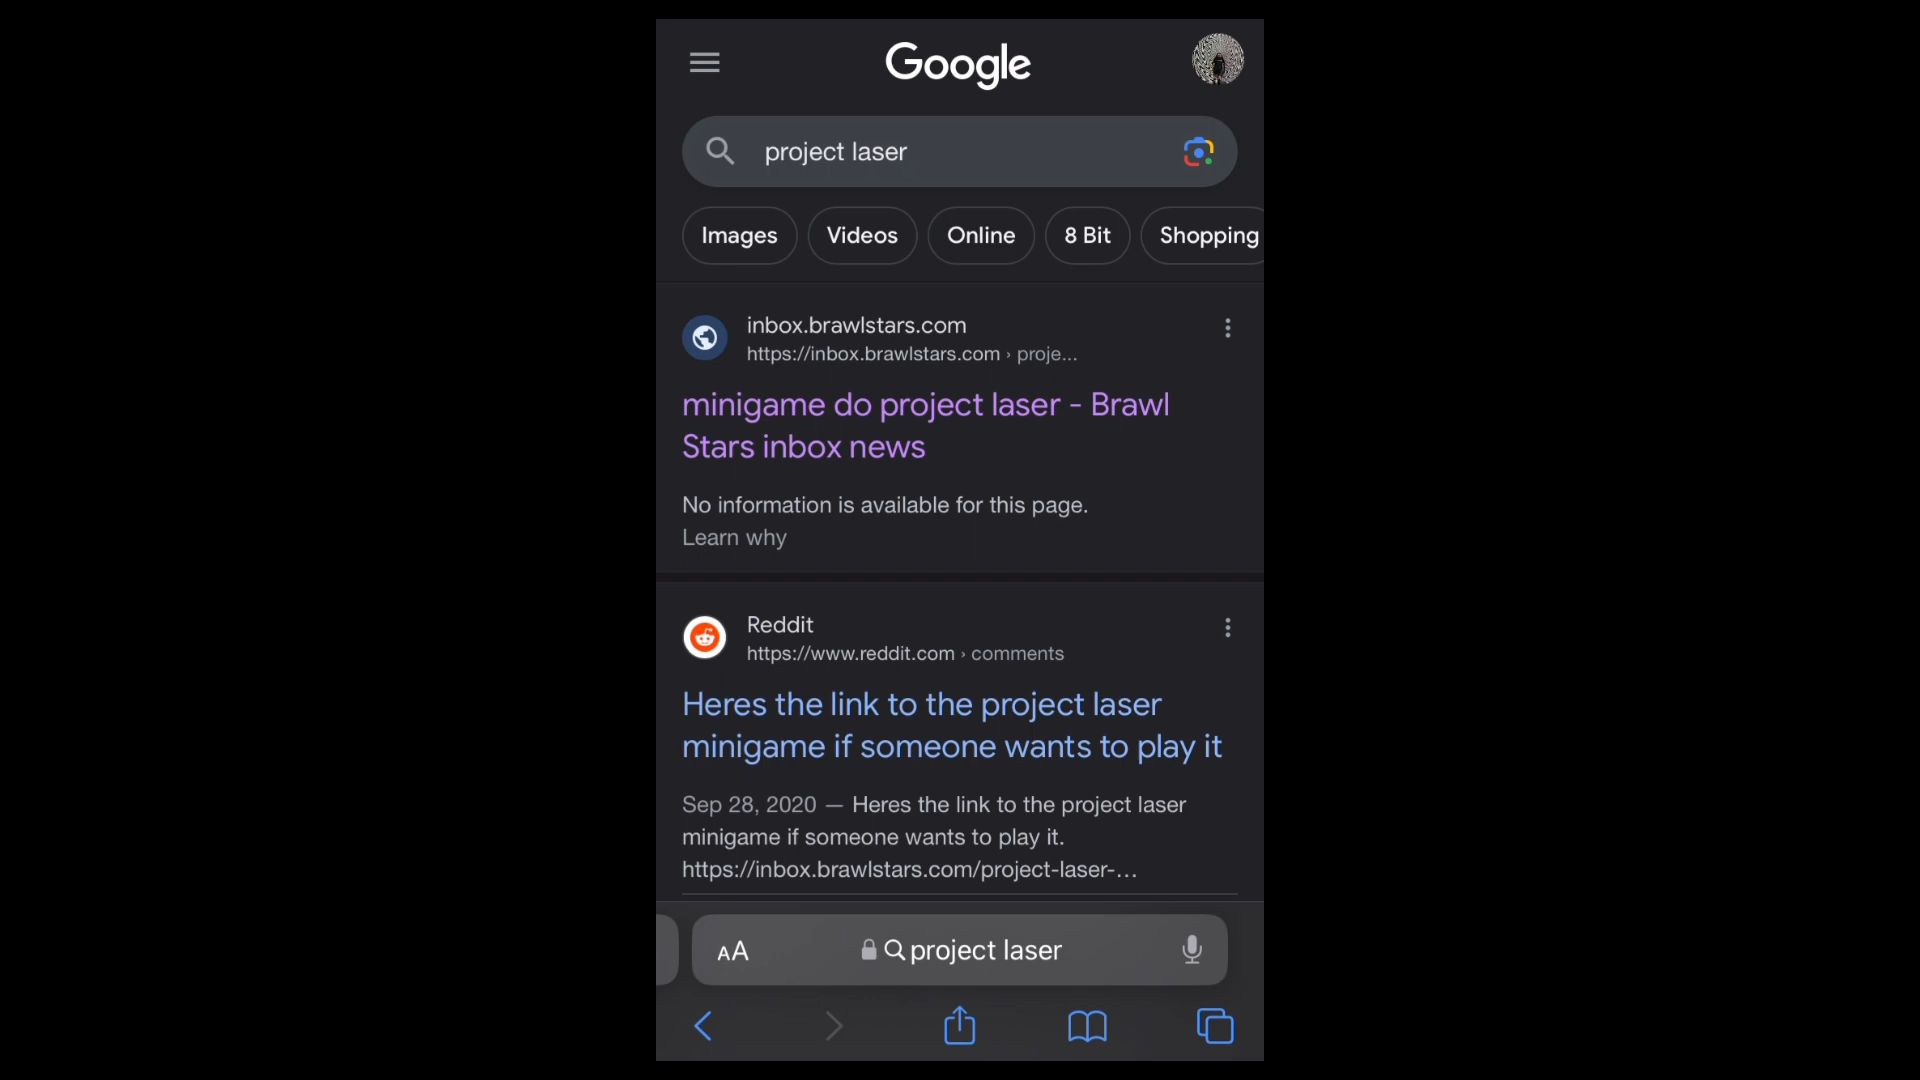 Google
project laser
Images Videos Online 8 Bit Shopping
inbox.brawlstars.com
https://inbox.brawlstars.com › proje...
minigame do project laser - Brawl
Stars inbox news
No information is available for this page.
Learn why
Reddit
https://www.reddit.com › comments
Heres the link to the project laser
minigame if someone wants to play it
Sep 28, 2020 — Heres the link to the project laser
minigame if someone wants to play it.
https://inbox.brawlstars.com/project-laser-...
AA project laser